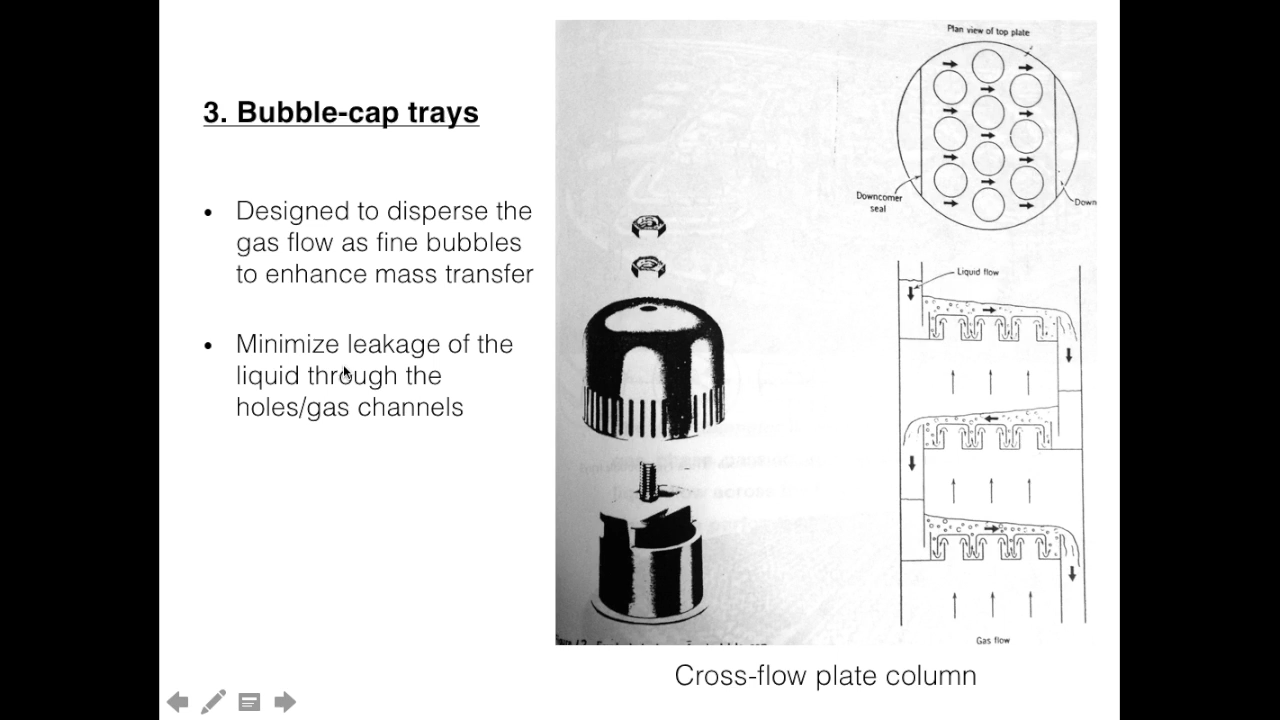 3. Bubble-cap trays
• Designed to disperse the
gas flow as fine bubbles
to enhance mass transfer
• Minimize leakage of the
liquid through the
holes/gas channels
Plan view of top plate
Downcomer
seal
Down
Liquid flow
Gas flow
Cross-flow plate column